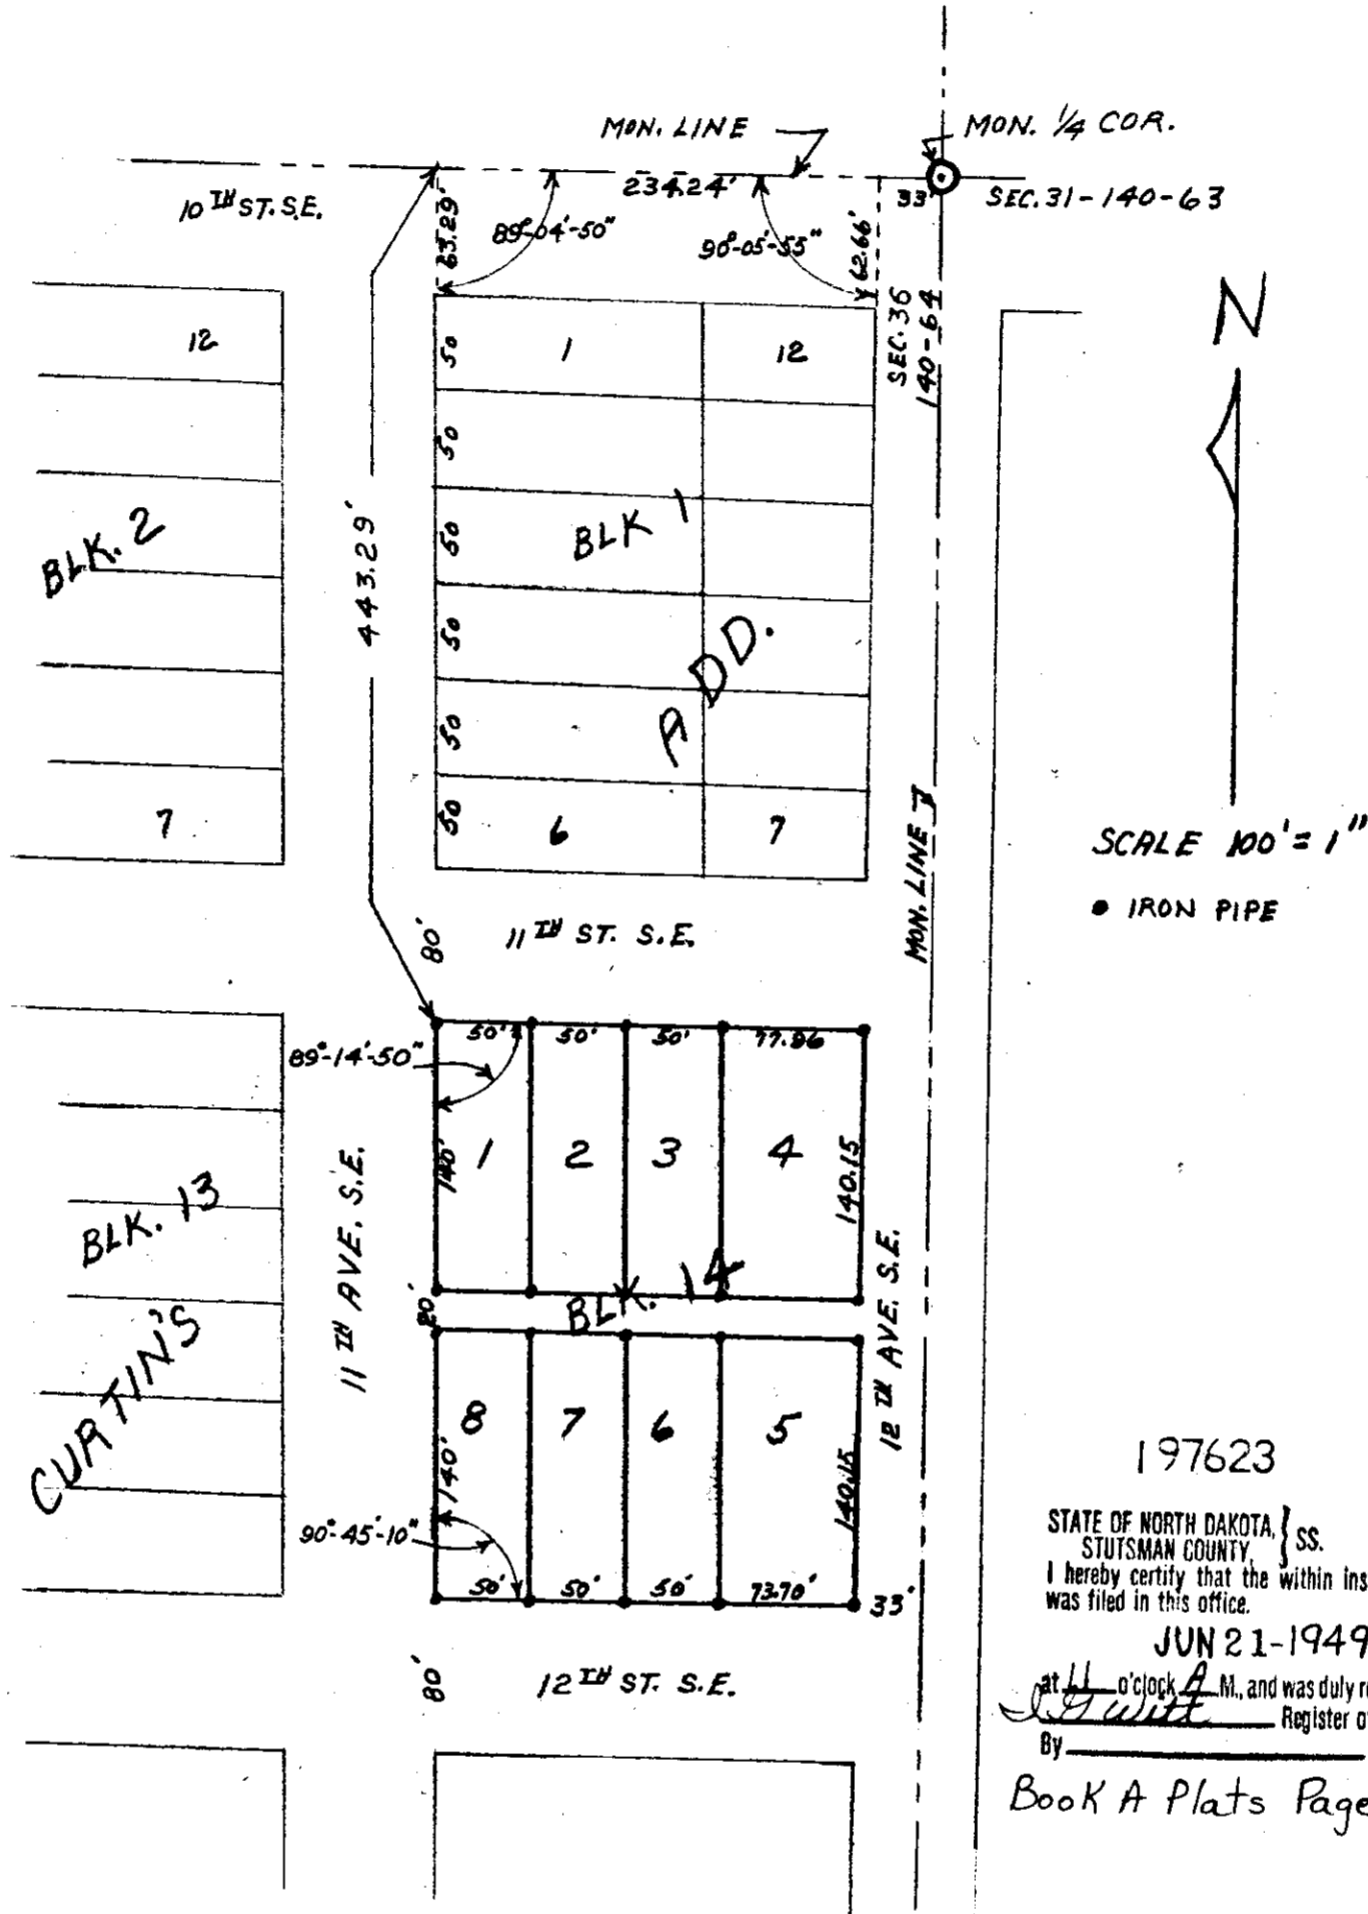 MON. LINE
MON. 1/4 COR.
10TH ST. S.E.
234.24'
33'
SEC. 31-140-63
63.29'
89°-04'-50"
90°-05'-55"
62.66'
SEC. 36
140-64
N
12
50
1
12
50
BLK. 2
443.29'
50
BLK 1
50
ADD.
50
7
50
6
7
MON. LINE
SCALE 100' = 1"
● IRON PIPE
80'
11TH ST. S.E.
89°-14'-50"
50'
50'
50'
77.96
140'
1
2
3
4
140.15
BLK. 13
11TH AVE. S.E.
20'
BLK. 14
12TH AVE. S.E.
CURTIN'S
140'
8
7
6
5
140.15
90°-45'-10"
50'
50'
50'
73.70'
33'
80'
12TH ST. S.E.
197623
STATE OF NORTH DAKOTA, } SS.
STUTSMAN COUNTY,
I hereby certify that the within ins
was filed in this office.
JUN 21-1949
at 11 o'clock A M., and was duly r
Witt Register o
By
Book A Plats Page